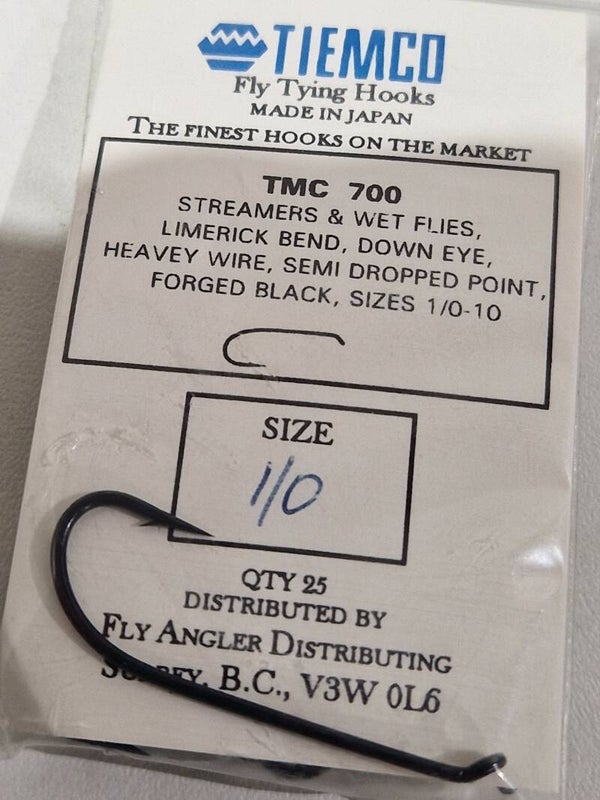 TIEMCO
Fly Tying Hooks
MADE IN JAPAN
THE FINEST HOOKS ON THE MARKET
TMC 700
STREAMERS & WET FLIES,
LIMERICK BEND, DOWN EYE,
HEAVEY WIRE, SEMI DROPPED POINT,
FORGED BLACK, SIZES 1/0-10
SIZE
1/0
QTY 25
DISTRIBUTED BY
FLY ANGLER DISTRIBUTING
SURREY, B.C., V3W 0L6